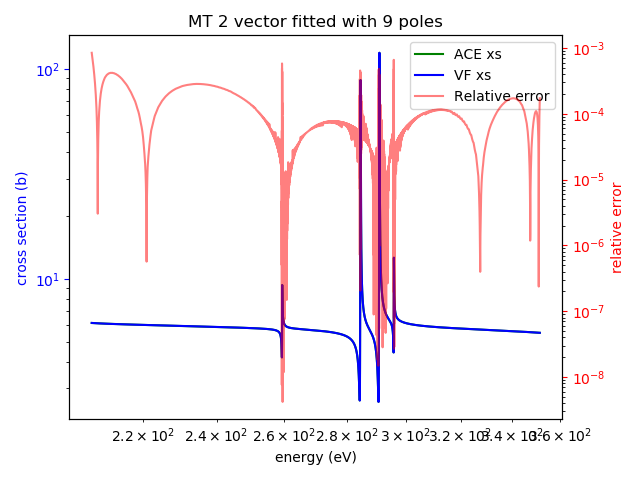 MT 2 vector fitted with 9 poles
ACE xs
VF xs
Relative error
cross section (b)
10²
10¹
relative error
10⁻³
10⁻⁴
10⁻⁵
10⁻⁶
10⁻⁷
10⁻⁸
2.2 × 10² 2.4 × 10² 2.6 × 10² 2.8 × 10² 3 × 10² 3.2 × 10² 3.4 × 10² 3.6 × 10²
energy (eV)